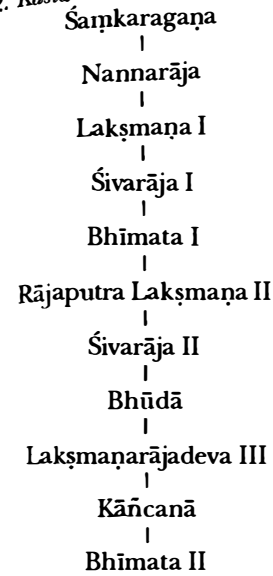 Śaṃkaragaṇa
Nannarāja
Lakṣmaṇa I
Śivarāja I
Bhīmata I
Rājaputra Lakṣmaṇa II
Śivarāja II
Bhūdā
Lakṣmaṇarājadeva III
Kāñcanā
Bhīmata II